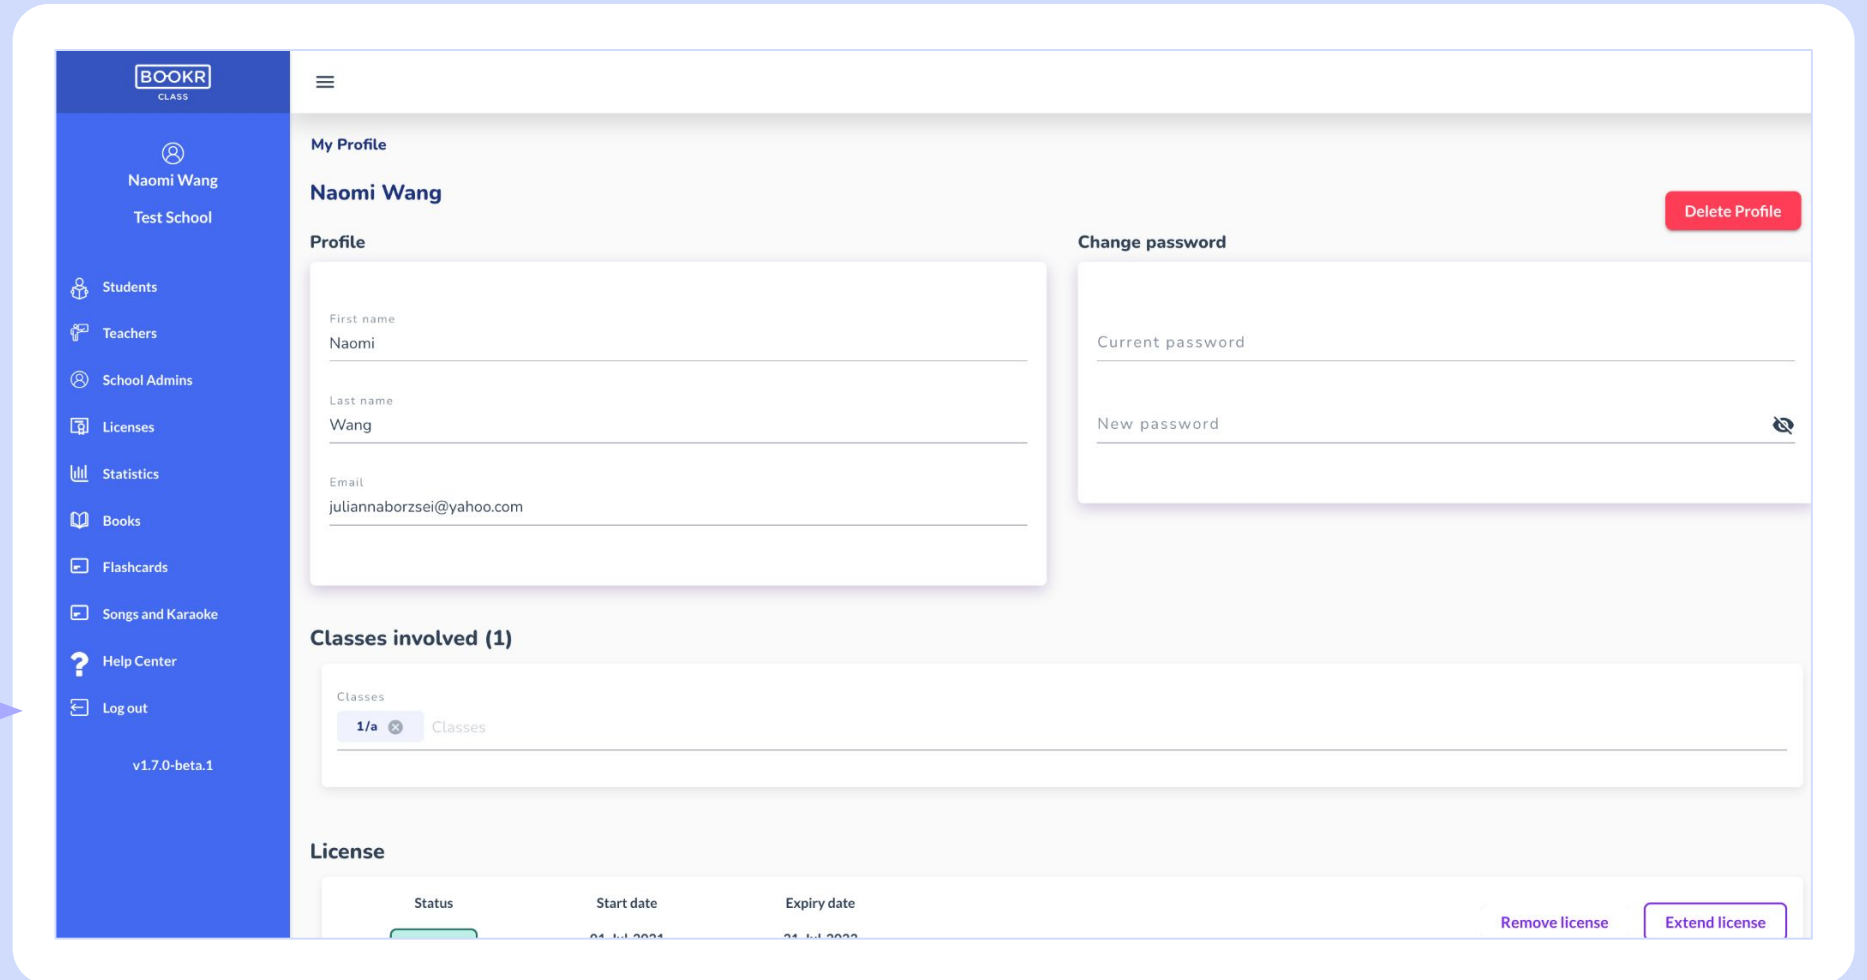 BOOKR
CLASS
Naomi Wang
Test School
Students
Teachers
School Admins
Licenses
Statistics
Books
Flashcards
Songs and Karaoke
Help Center
Log out
v1.7.0-beta.1
My Profile
Naomi Wang
Delete Profile
Profile
First name
Naomi
Last name
Wang
Email
juliannaborzsei@yahoo.com
Change password
Current password
New password
Classes involved (1)
Classes
1/a Classes
License
Status Start date Expiry date
Remove license Extend license